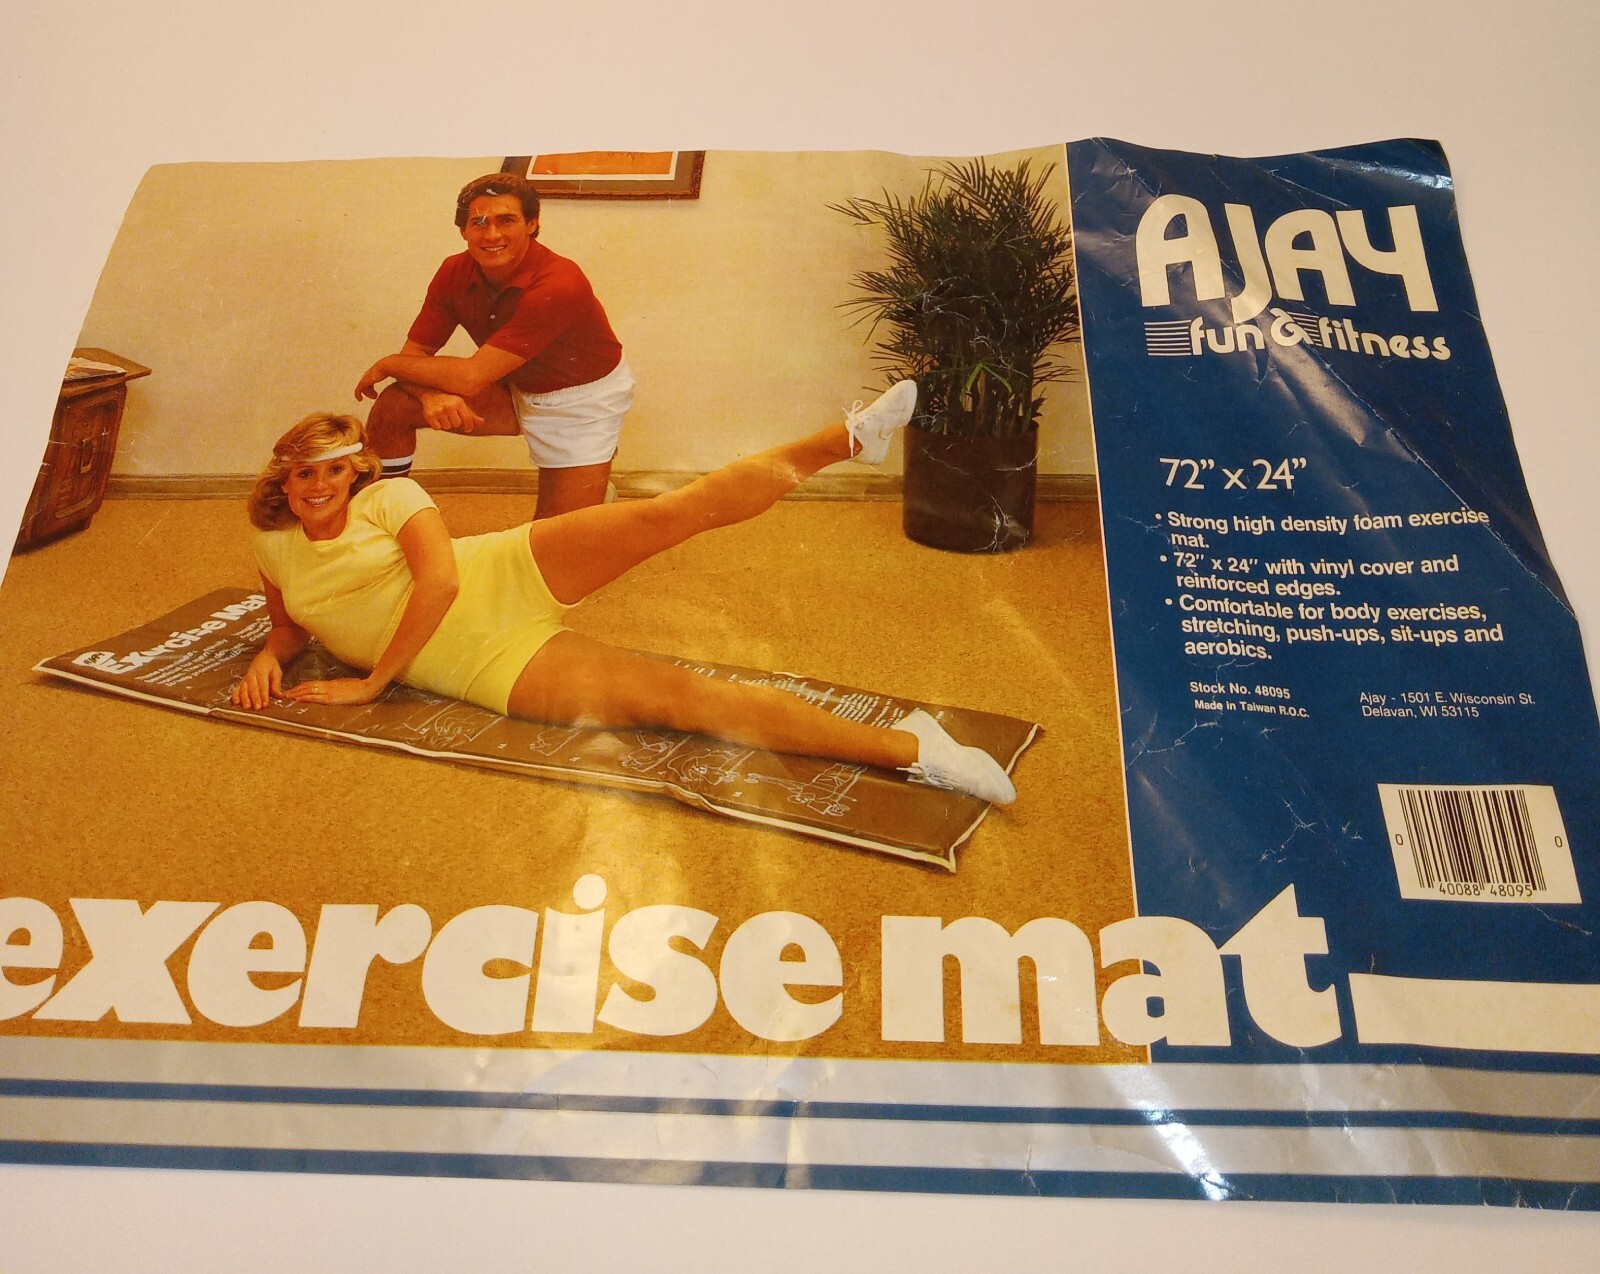 AJAY
fun & fitness
72" x 24"
• Strong high density foam exercise
mat.
• 72" x 24" with vinyl cover and
reinforced edges.
• Comfortable for body exercises,
stretching, push-ups, sit-ups and
aerobics.
Stock No. 48095
Made in Taiwan R.O.C.
Ajay - 1501 E. Wisconsin St.
Delavan, WI 53115
0 40088 48095 0
Exercise Mat
exercise mat